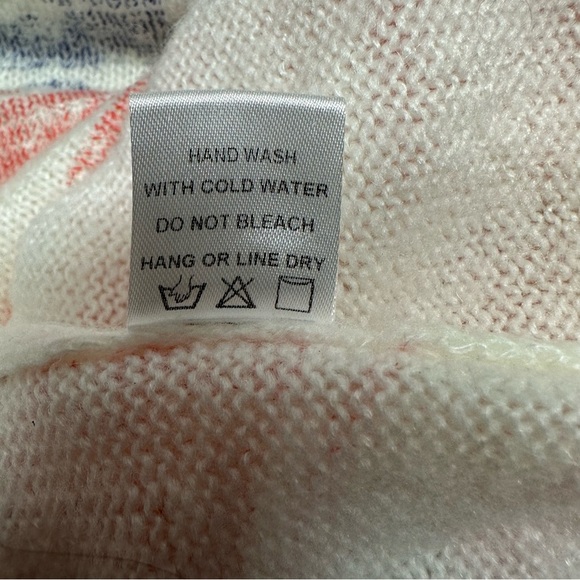 HAND WASH
WITH COLD WATER
DO NOT BLEACH
HANG OR LINE DRY